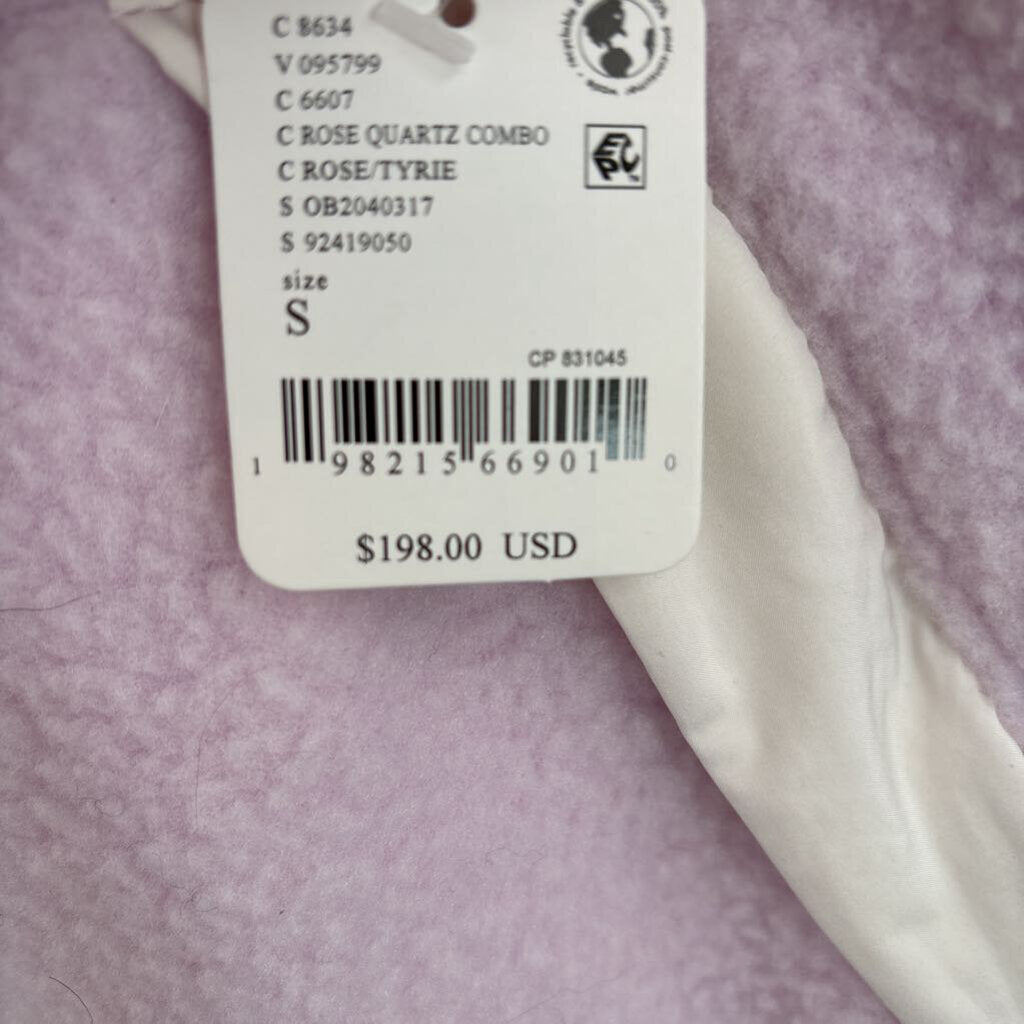 C 8634
V 095799
C 6607
C ROSE QUARTZ COMBO
C ROSE/TYRIE
S OB2040317
S 92419050
size
S
CP 831045
1 98215 66901 0
$198.00 USD